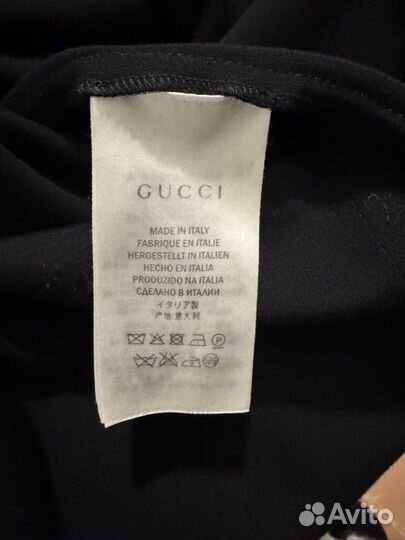 GUCCI
MADE IN ITALY
FABRIQUE EN ITALIE
HERGESTELLT IN ITALIEN
HECHO EN ITALIA
PRODUZIDO NA ITALIA
СДЕЛАНО В ИТАЛИИ
イタリア製
产地:意大利
P
Avito